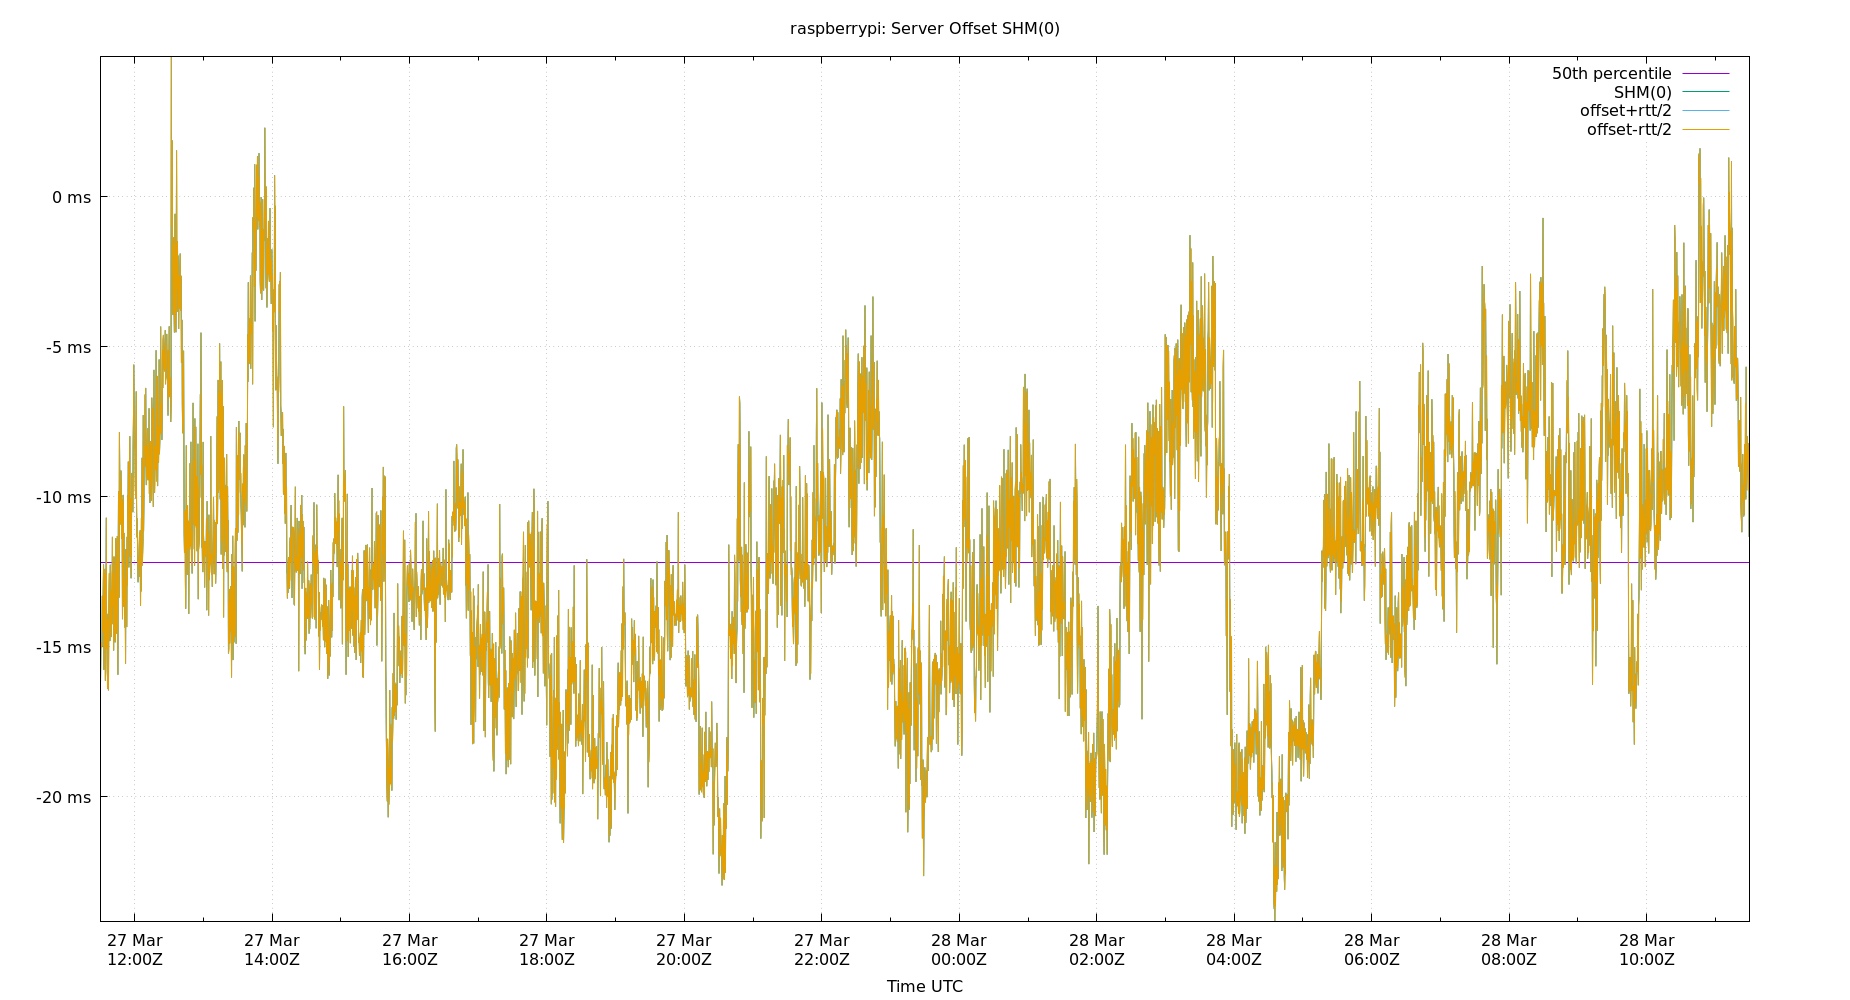 raspberrypi: Server Offset SHM(0)
50th percentile
SHM(0)
offset+rtt/2
offset-rtt/2
0 ms
-5 ms
-10 ms
-15 ms
-20 ms
27 Mar 27 Mar 27 Mar 27 Mar 27 Mar 27 Mar 28 Mar 28 Mar 28 Mar 28 Mar 28 Mar 28 Mar
12:00Z 14:00Z 16:00Z 18:00Z 20:00Z 22:00Z 00:00Z 02:00Z 04:00Z 06:00Z 08:00Z 10:00Z
Time UTC